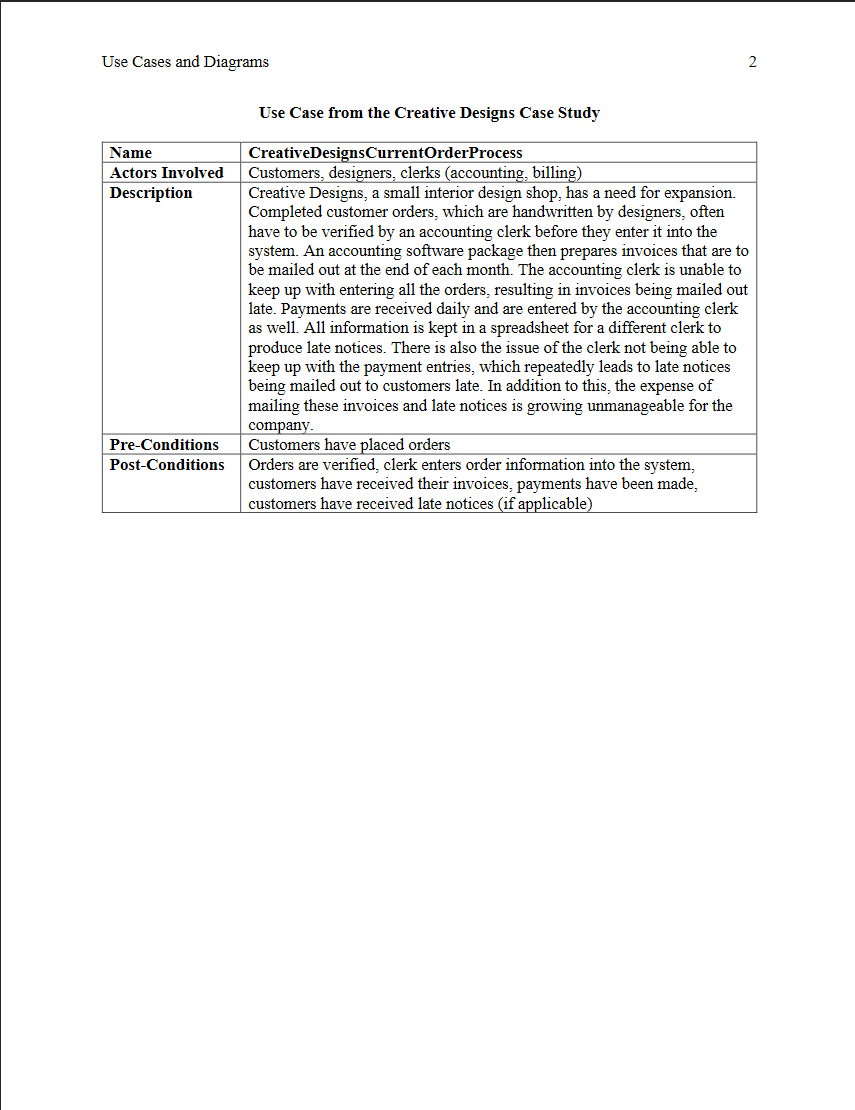 Use Cases and Diagrams 2
Use Case from the Creative Designs Case Study
Name CreativeDesignsCurrentOrderProcess
Actors Involved Customers, designers, clerks (accounting, billing)
Description Creative Designs, a small interior design shop, has a need for expansion.
Completed customer orders, which are handwritten by designers, often
have to be verified by an accounting clerk before they enter it into the
system. An accounting software package then prepares invoices that are to
be mailed out at the end of each month. The accounting clerk is unable to
keep up with entering all the orders, resulting in invoices being mailed out
late. Payments are received daily and are entered by the accounting clerk
as well. All information is kept in a spreadsheet for a different clerk to
produce late notices. There is also the issue of the clerk not being able to
keep up with the payment entries, which repeatedly leads to late notices
being mailed out to customers late. In addition to this, the expense of
mailing these invoices and late notices is growing unmanageable for the
company.
Pre-Conditions Customers have placed orders
Post-Conditions Orders are verified, clerk enters order information into the system,
customers have received their invoices, payments have been made,
customers have received late notices (if applicable)